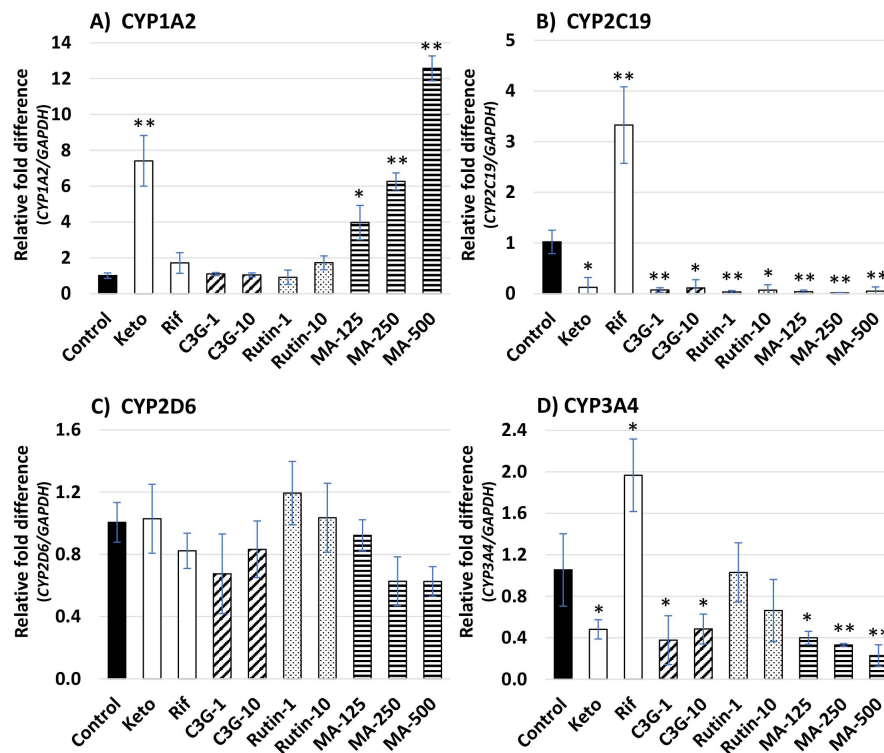 A) CYP1A2
Relative fold difference
(CYP1A2/GAPDH)
14
12
10
8
6
4
2
0
**
*
**
**
Control
Keto
Rif
C3G-1
C3G-10
Rutin-1
Rutin-10
MA-125
MA-250
MA-500
B) CYP2C19
Relative fold difference
(CYP2C19/GAPDH)
5
4
3
2
1
0
*
**
**
*
**
*
**
**
**
Control
Keto
Rif
C3G-1
C3G-10
Rutin-1
Rutin-10
MA-125
MA-250
MA-500
C) CYP2D6
Relative fold difference
(CYP2D6/GAPDH)
1.6
1.2
0.8
0.4
0.0
Control
Keto
Rif
C3G-1
C3G-10
Rutin-1
Rutin-10
MA-125
MA-250
MA-500
D) CYP3A4
Relative fold difference
(CYP3A4/GAPDH)
2.4
2.0
1.6
1.2
0.8
0.4
0.0
*
*
*
*
*
**
**
Control
Keto
Rif
C3G-1
C3G-10
Rutin-1
Rutin-10
MA-125
MA-250
MA-500